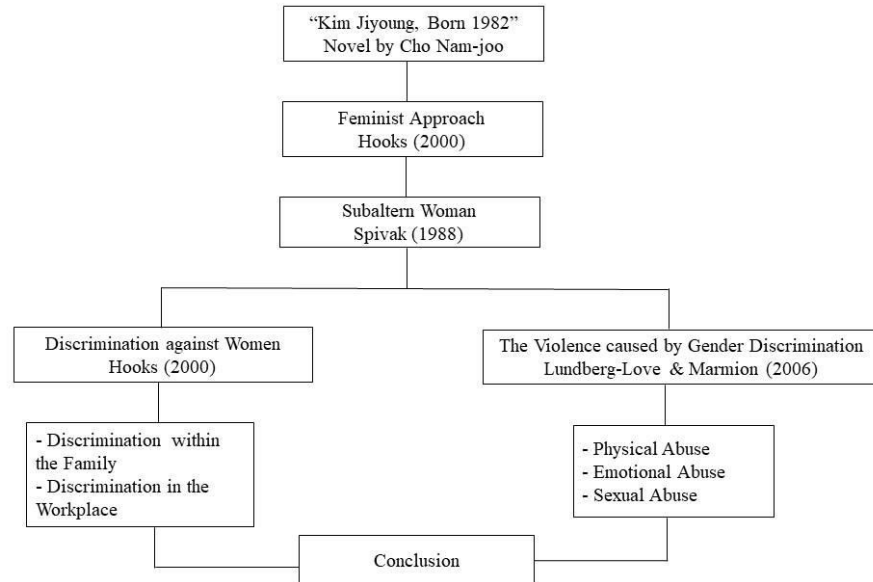 “Kim Jiyoung, Born 1982”
Novel by Cho Nam-joo
Feminist Approach
Hooks (2000)
Subaltern Woman
Spivak (1988)
Discrimination against Women
Hooks (2000)
The Violence caused by Gender Discrimination
Lundberg-Love & Marmion (2006)
- Discrimination within
the Family
- Discrimination in the
Workplace
- Physical Abuse
- Emotional Abuse
- Sexual Abuse
Conclusion